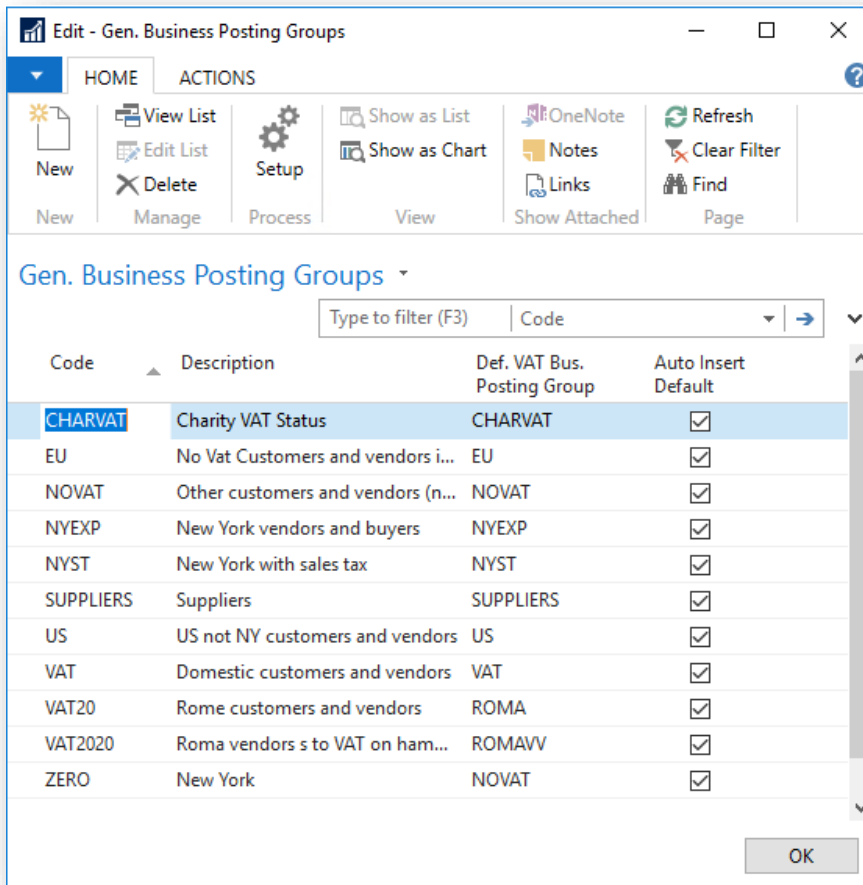 Edit - Gen. Business Posting Groups
HOME ACTIONS ?
New
View List
Edit List
Delete
Setup
Show as List
Show as Chart
OneNote
Notes
Links
Refresh
Clear Filter
Find
New Manage Process View Show Attached Page
Gen. Business Posting Groups
Type to filter (F3) Code
Code Description Def. VAT Bus. Posting Group Auto Insert Default
CHARVAT Charity VAT Status CHARVAT
EU No Vat Customers and vendors i... EU
NOVAT Other customers and vendors (n... NOVAT
NYEXP New York vendors and buyers NYEXP
NYST New York with sales tax NYST
SUPPLIERS Suppliers SUPPLIERS
US US not NY customers and vendors US
VAT Domestic customers and vendors VAT
VAT20 Rome customers and vendors ROMA
VAT2020 Roma vendors s to VAT on ham... ROMAVV
ZERO New York NOVAT
OK